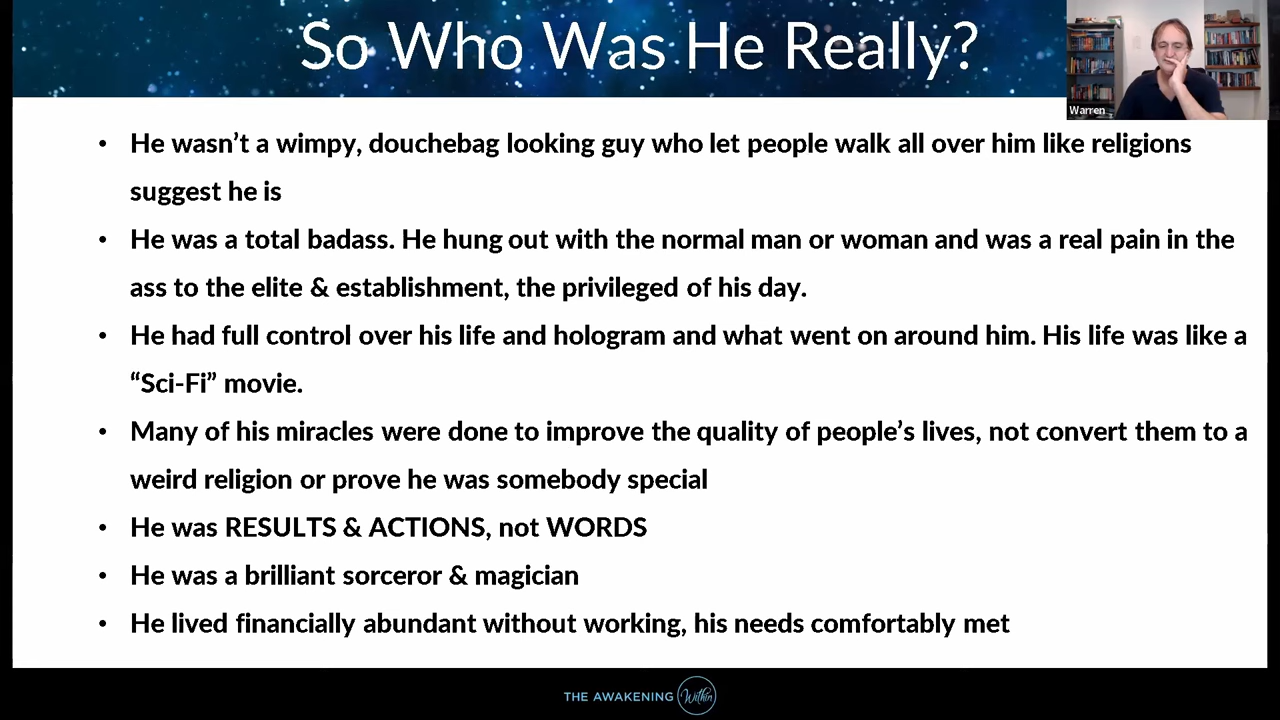 So Who Was He Really?
Warren
• He wasn’t a wimpy, douchebag looking guy who let people walk all over him like religions
suggest he is
• He was a total badass. He hung out with the normal man or woman and was a real pain in the
ass to the elite & establishment, the privileged of his day.
• He had full control over his life and hologram and what went on around him. His life was like a
“Sci-Fi” movie.
• Many of his miracles were done to improve the quality of people’s lives, not convert them to a
weird religion or prove he was somebody special
• He was RESULTS & ACTIONS, not WORDS
• He was a brilliant sorceror & magician
• He lived financially abundant without working, his needs comfortably met
THE AWAKENING Within